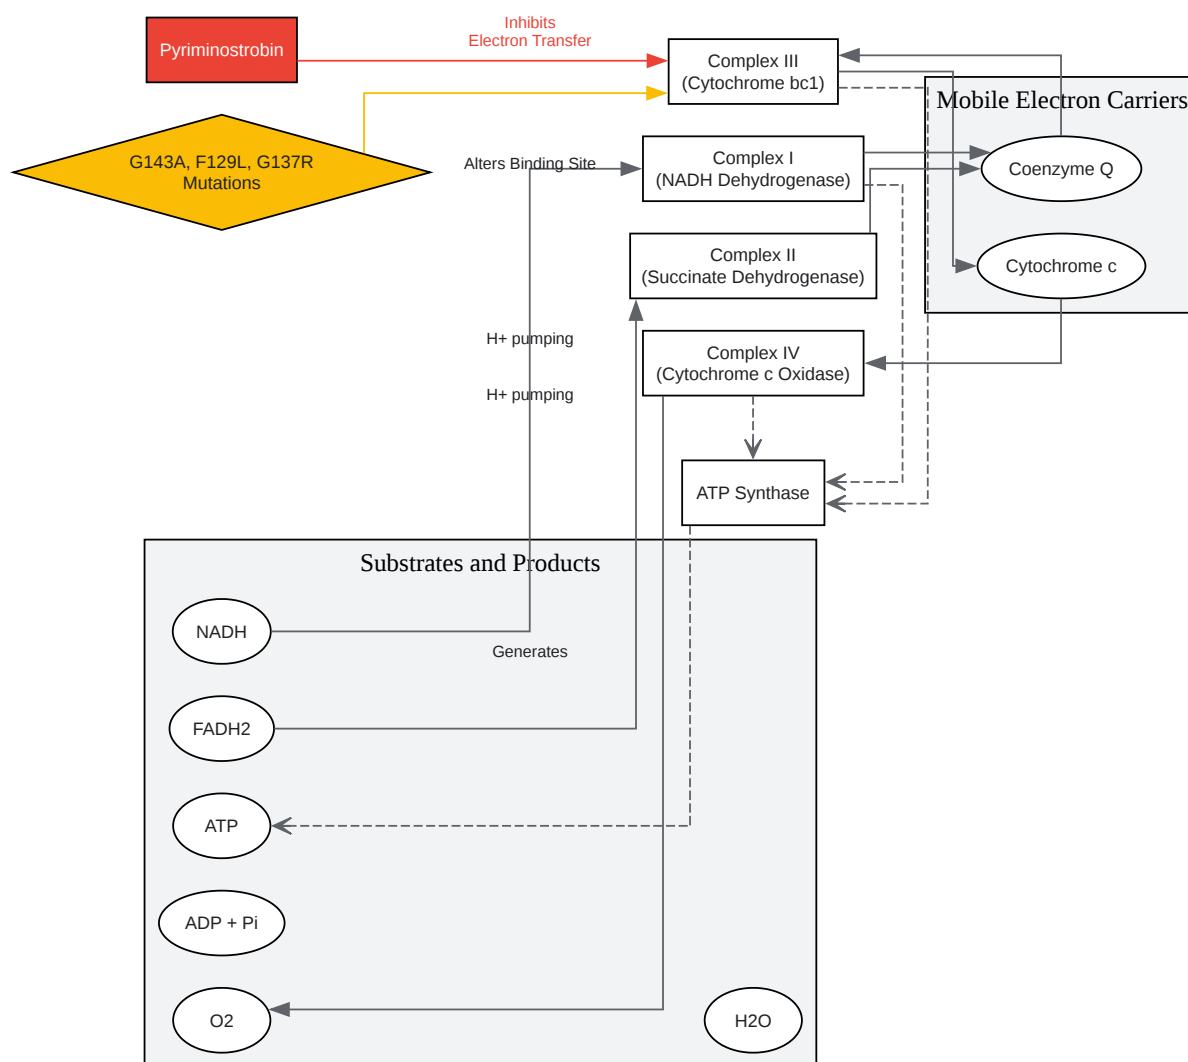 Inhibits
Electron Transfer
Pyriminostrobin
Complex III
(Cytochrome bc1)
Mobile Electron Carriers
G143A, F129L, G137R
Mutations
Alters Binding Site
Complex I
(NADH Dehydrogenase)
Coenzyme Q
Complex II
(Succinate Dehydrogenase)
Cytochrome c
H+ pumping
Complex IV
(Cytochrome c Oxidase)
H+ pumping
ATP Synthase
Substrates and Products
NADH
Generates
FADH2
ATP
ADP + Pi
O2
H2O